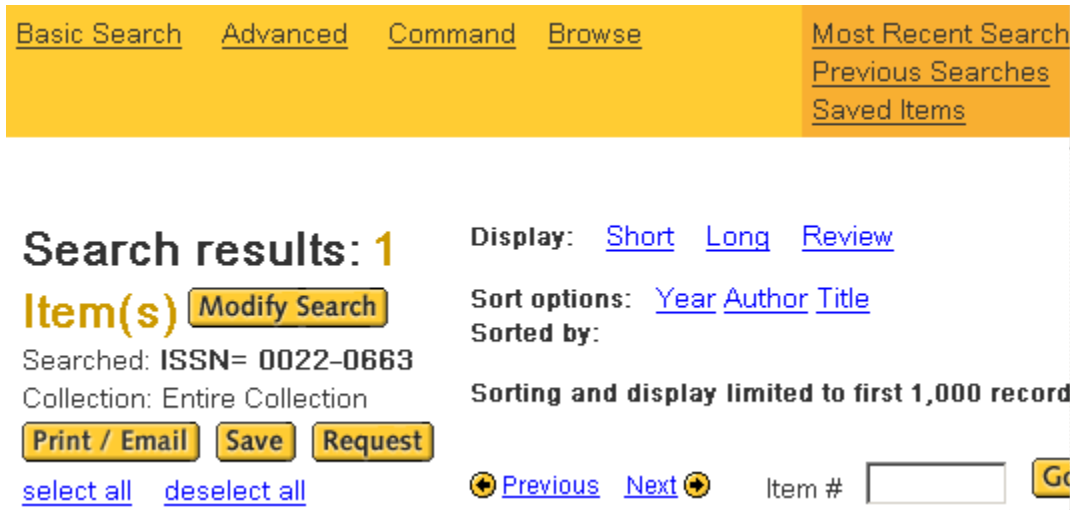 Basic Search Advanced Command Browse
Most Recent Search
Previous Searches
Saved Items
Search results: 1
Item(s) Modify Search
Searched: ISSN= 0022-0663
Collection: Entire Collection
Print / Email Save Request
select all deselect all
Display: Short Long Review
Sort options: Year Author Title
Sorted by:
Sorting and display limited to first 1,000 record
Previous Next Item #